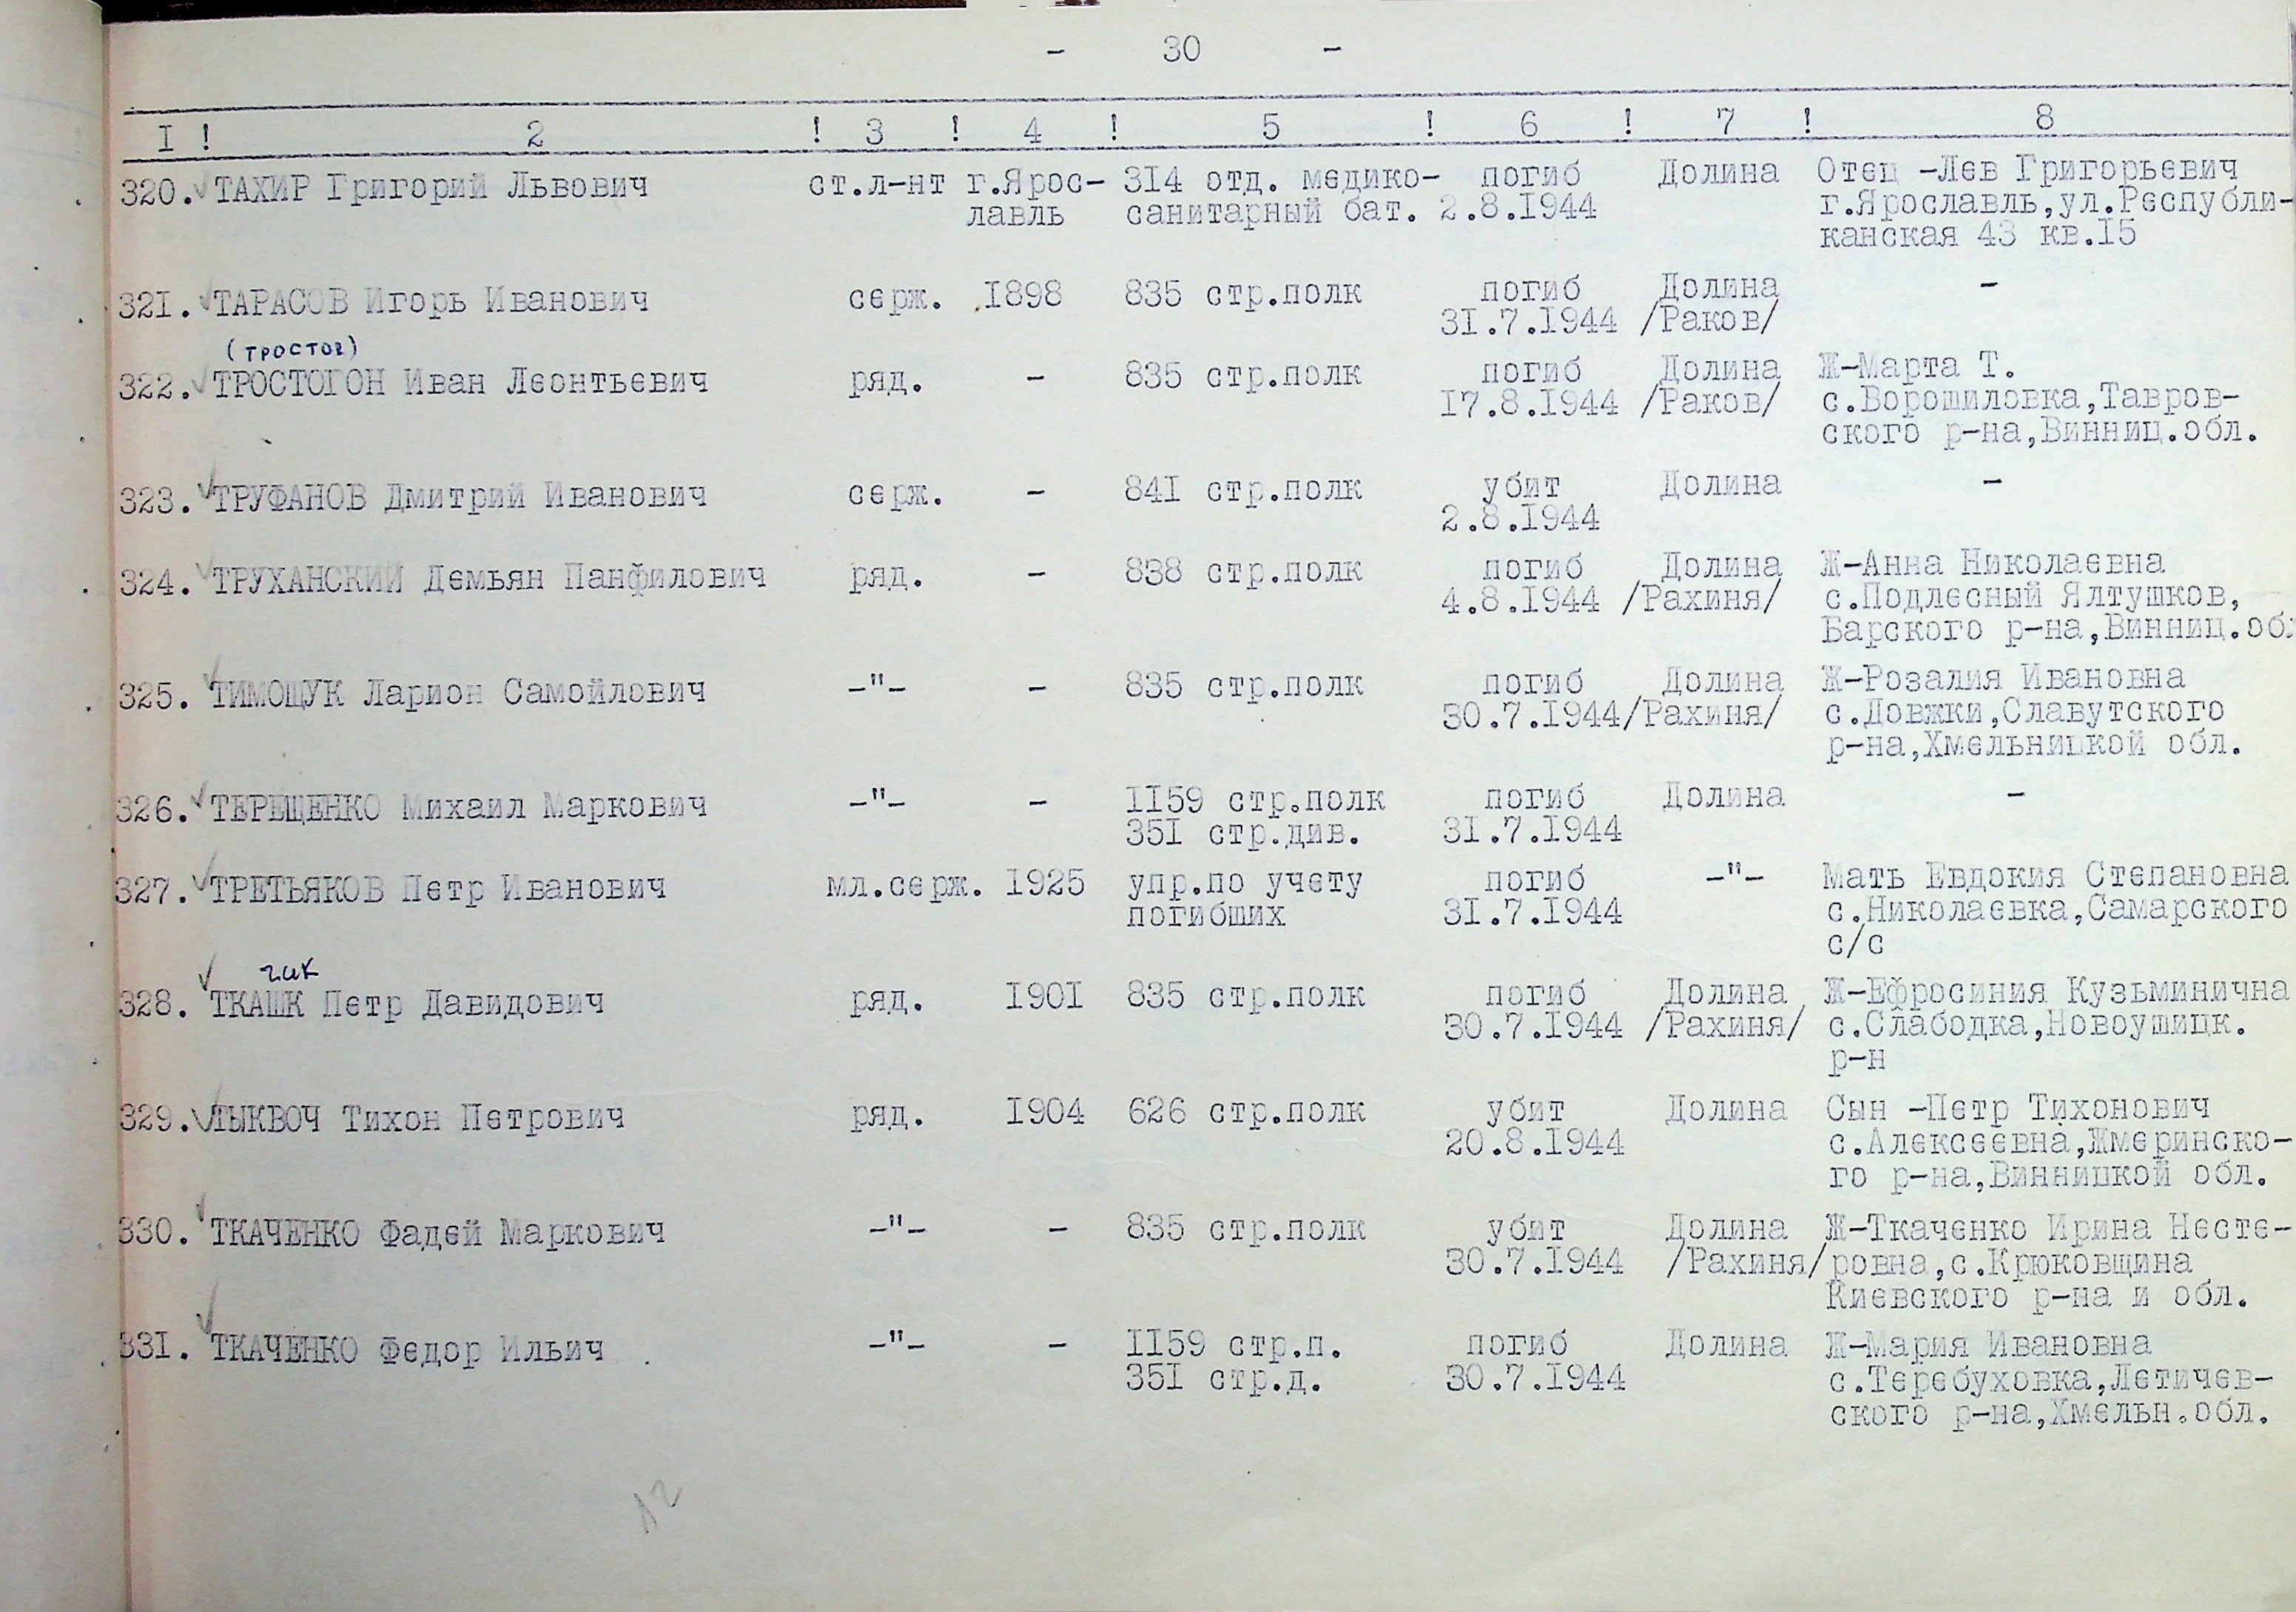 - 30 -
I ! 2 ! 3 ! 4 ! 5 ! 6 ! 7 ! 8
320. ТАХИР Григорий Львович ст.л-нт г.Ярос- 314 отд. медико- погиб Долина Отец -Лев Григорьевич
лавль санитарный бат. 2.8.1944 г.Ярославль,ул.Республи-
канская 43 кв.15
321. ТАРАСОВ Игорь Иванович серж. 1898 835 стр.полк погиб Долина -
31.7.1944 /Раков/
(тростов)
322. ТРОСТОГОН Иван Леонтьевич ряд. - 835 стр.полк погиб Долина Ж-Марта Т.
17.8.1944 /Раков/ с.Ворошиловка,Тавров-
ского р-на,Винниц.обл.
323. ТРУФАНОВ Дмитрий Иванович серж. - 841 стр.полк убит Долина -
2.8.1944
324. ТРУХАНСКИЙ Демьян Панфилович ряд. - 838 стр.полк погиб Долина Ж-Анна Николаевна
4.8.1944 /Рахиня/ с.Подлесный Ялтушков,
Барского р-на,Винниц.обл
325. ТИМОЩУК Ларион Самойлович -"- - 835 стр.полк погиб Долина Ж-Розалия Ивановна
30.7.1944/Рахиня/ с.Довжки,Славутского
р-на,Хмельницкой обл.
326. ТЕРЕЩЕНКО Михаил Маркович -"- - 1159 стр.полк погиб Долина -
351 стр.див. 31.7.1944
327. ТРЕТЬЯКОВ Петр Иванович мл.серж. 1925 упр.по учету погиб -"- Мать Евдокия Степановна
погибших 31.7.1944 с.Николаевка,Самарского
с/с
чик
328. ТКАШК Петр Давидович ряд. 1901 835 стр.полк погиб Долина Ж-Ефросиния Кузьминична
30.7.1944 /Рахиня/ с.Слабодка,Новоушицк.
р-н
329. ТЫКВОЧ Тихон Петрович ряд. 1904 626 стр.полк убит Долина Сын -Петр Тихонович
20.8.1944 с.Алексеевна,Жмеринско-
го р-на,Винницкой обл.
330. ТКАЧЕНКО Фадей Маркович -"- - 835 стр.полк убит Долина Ж-Ткаченко Ирина Несте-
30.7.1944 /Рахиня/ ровна,с.Крюковщина
Киевского р-на и обл.
331. ТКАЧЕНКО Федор Ильич -"- - 1159 стр.п. погиб Долина Ж-Мария Ивановна
351 стр.д. 30.7.1944 с.Теребуховка,Летичев-
ского р-на,Хмельн.обл.
12